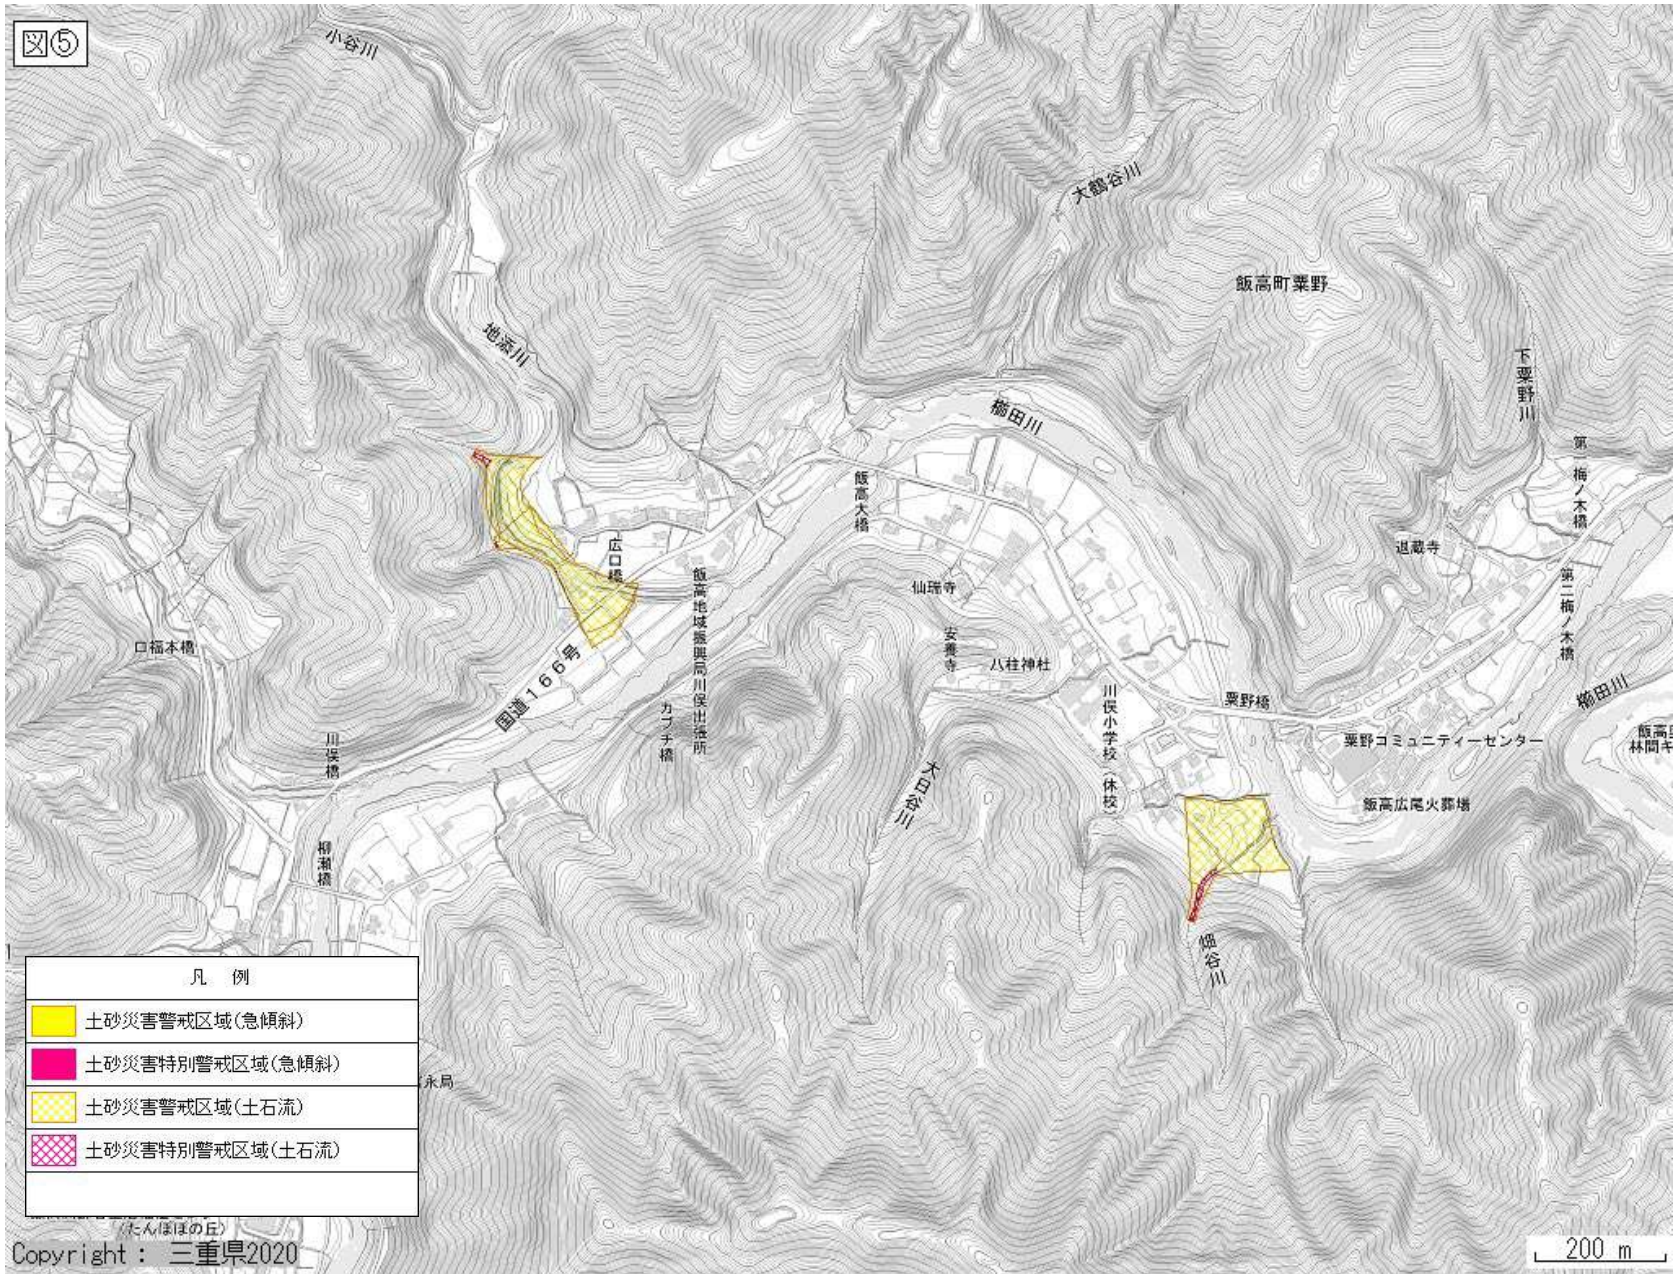 図⑤
小谷川
大鶴谷川
飯高町粟野
地添川
下粟野川
櫛田川
第一梅ノ木橋
飯高大橋
広口橋
退蔵寺
飯高地域振興局川俣出張所
仙瑞寺
第二梅ノ木橋
安養寺
口福本橋
八柱神社
国道166号
川俣小学校(休校)
粟野橋
櫛田川
カブチ橋
川俣橋
粟野コミュニティーセンター
大日谷川
飯高広尾火葬場
柳瀬橋
畑谷川
凡 例
土砂災害警戒区域(急傾斜)
土砂災害特別警戒区域(急傾斜)
土砂災害警戒区域(土石流)
土砂災害特別警戒区域(土石流)
永局
(たんぽぽの丘)
Copyright : 三重県2020
200 m